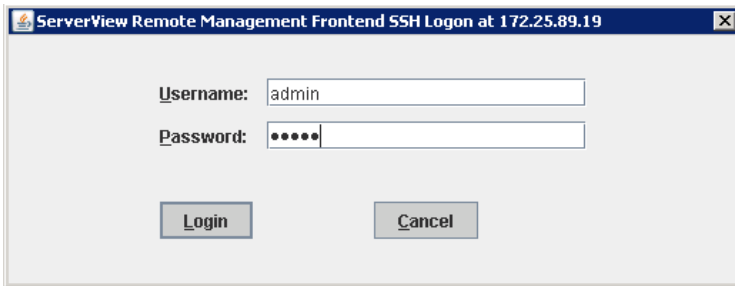 ServerView Remote Management Frontend SSH Logon at 172.25.89.19
Username: admin
Password: •••••
Login Cancel